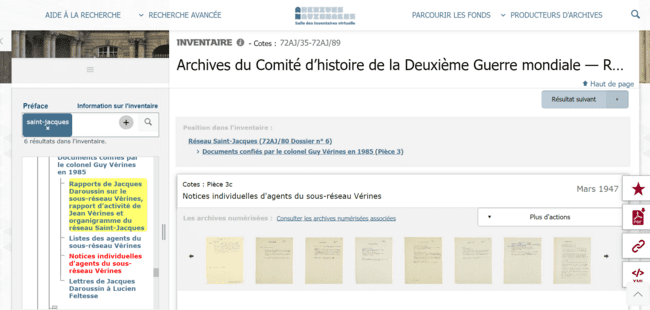 AIDE À LA RECHERCHE
RECHERCHE AVANCÉE
Salle des inventaires virtuelle
PARCOURIR LES FONDS
PRODUCTEURS D'ARCHIVES
INVENTAIRE - Cotes : 72AJ/35-72AJ/89
Archives du Comité d'histoire de la Deuxième Guerre mondiale — R...
Haut de page
Résultat suivant
Préface
Information sur l'inventaire
saint-jacques
×
6 résultats dans l'inventaire.
Documents confiés par
le colonel Guy Vérines
en 1985
Rapports de Jacques
Daroussin sur le
sous-réseau Vérines,
rapport d'activité de
Jean Vérines et
organigramme du
réseau Saint-Jacques
Listes des agents du
sous-réseau Vérines
Notices individuelles
d'agents du sous-
réseau Vérines
Lettres de Jacques
Daroussin à Lucien
Feltesse
Position dans l'inventaire :
Réseau Saint-Jacques (72AJ/80 Dossier n° 6)
> Documents confiés par le colonel Guy Vérines en 1985 (Pièce 3)
Cotes : Pièce 3c
Notices individuelles d'agents du sous-réseau Vérines
Mars 1947
Les archives numérisées :
Consulter les archives numérisées associées
Plus d'actions
PDF
XML